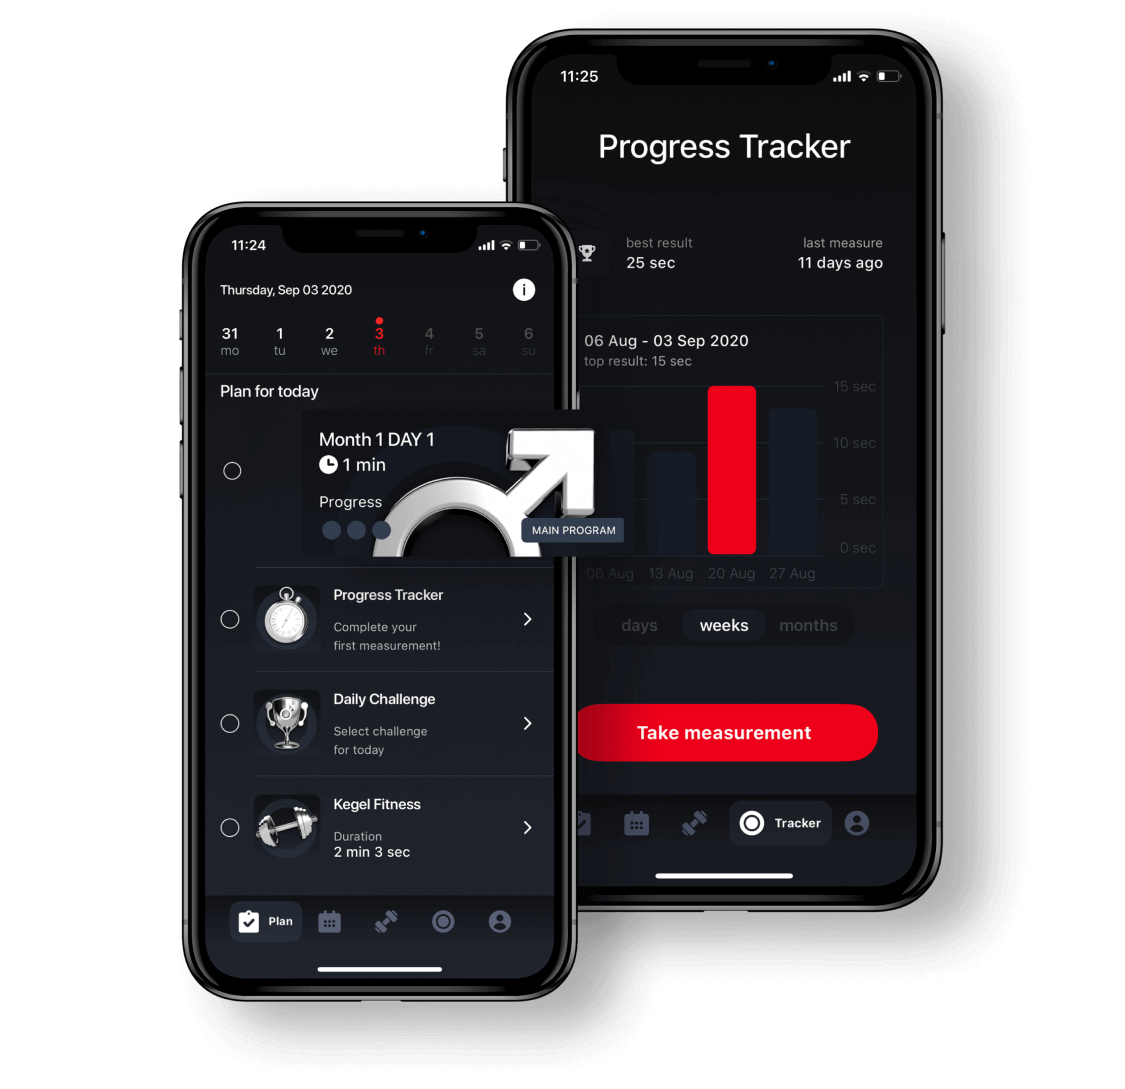 11:24
Thursday, Sep 03 2020
i
31 1 2 3 4 5 6
mo tu we th fr sa su
Plan for today
Month 1 DAY 1
1 min
Progress
MAIN PROGRAM
Progress Tracker
Complete your
first measurement!
Daily Challenge
Select challenge
for today
Kegel Fitness
Duration
2 min 3 sec
Plan
11:25
Progress Tracker
best result
25 sec
last measure
11 days ago
06 Aug - 03 Sep 2020
top result: 15 sec
15 sec
10 sec
5 sec
0 sec
06 Aug 13 Aug 20 Aug 27 Aug
days weeks months
Take measurement
Tracker